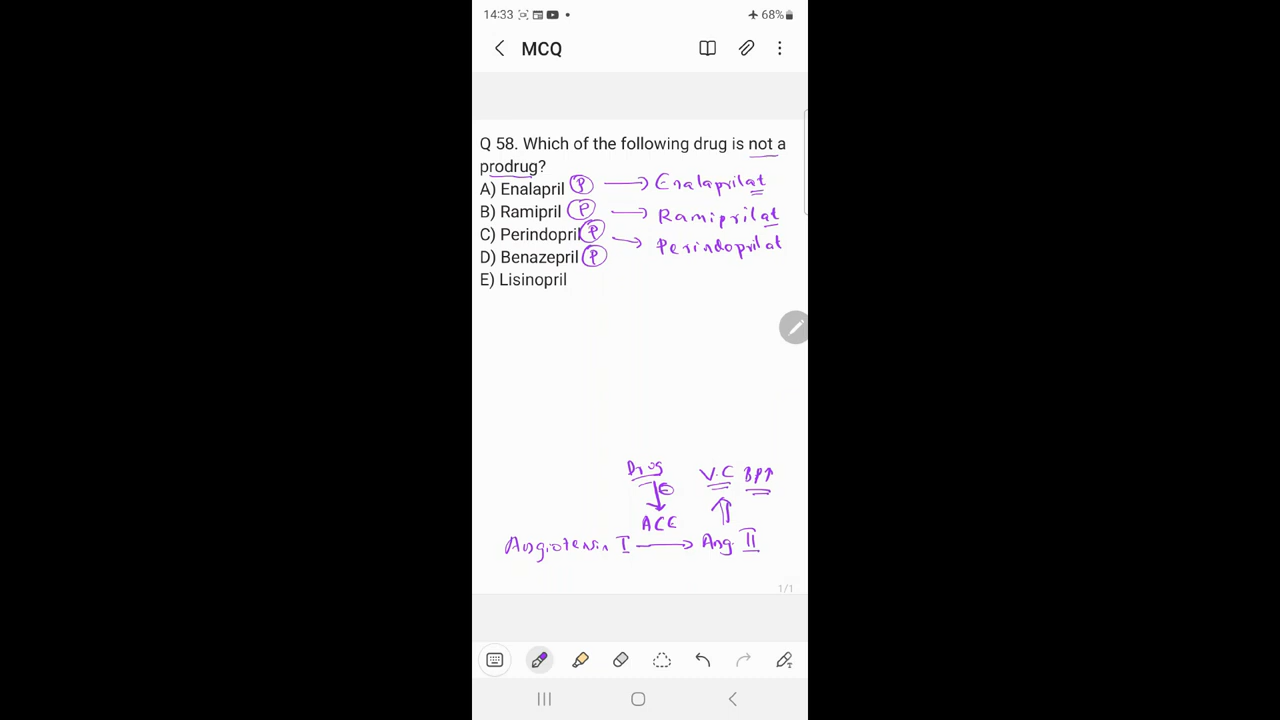 14:33
68%
MCQ
Q 58. Which of the following drug is not a
prodrug?
A) Enalapril P → Enalaprilat
B) Ramipril P → Ramiprilat
C) Perindopril P → Perindoprilat
D) Benazepril P
E) Lisinopril
Drug V.C BP↑
ACE
Angiotensin I → Ang. II
1/1